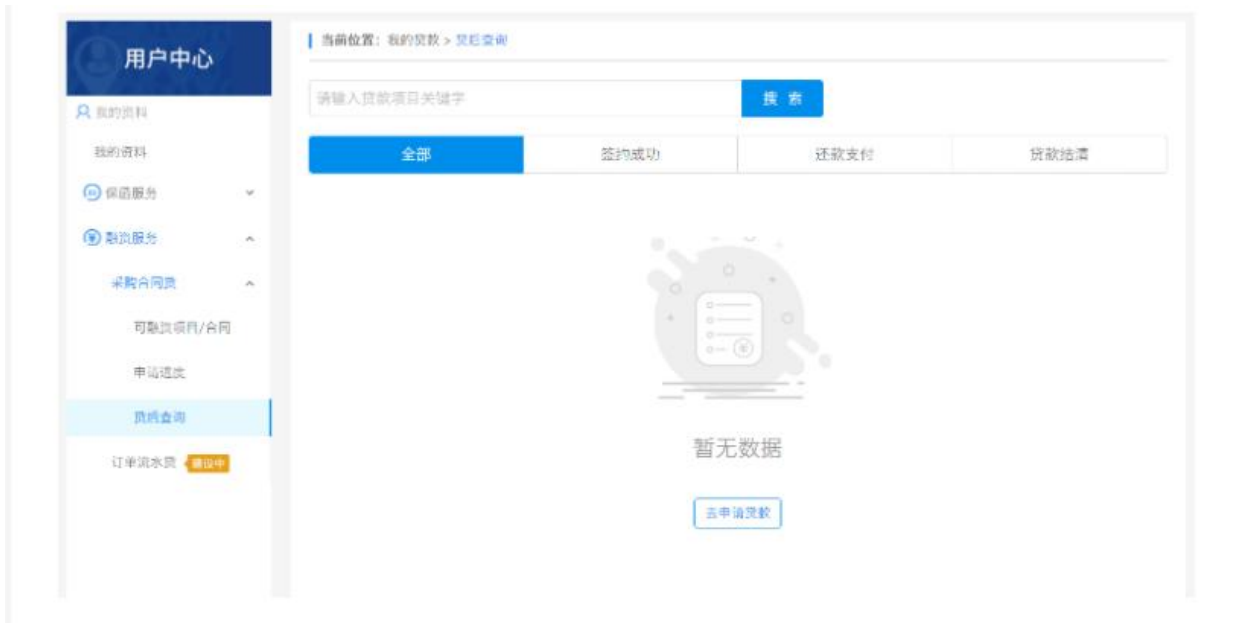 用户中心
当前位置：我的贷款 > 贷后查询
请输入贷款项目关键字
搜 索
我的资料
我的资料
全部
签约成功
还款支付
贷款结清
保函服务
融资服务
采购合同贷
可融资项目/合同
申请进度
贷后查询
订单流水贷
建设中
暂无数据
去申请贷款